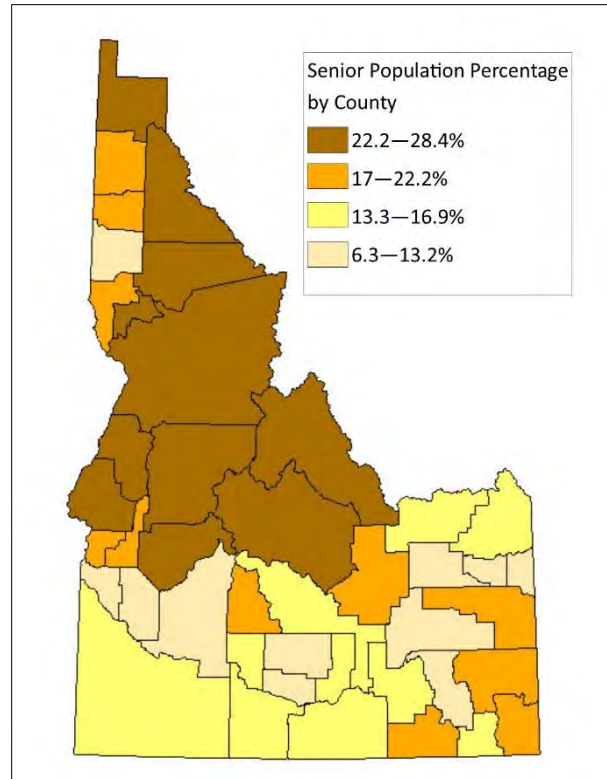 Senior Population Percentage
by County
22.2—28.4%
17—22.2%
13.3—16.9%
6.3—13.2%